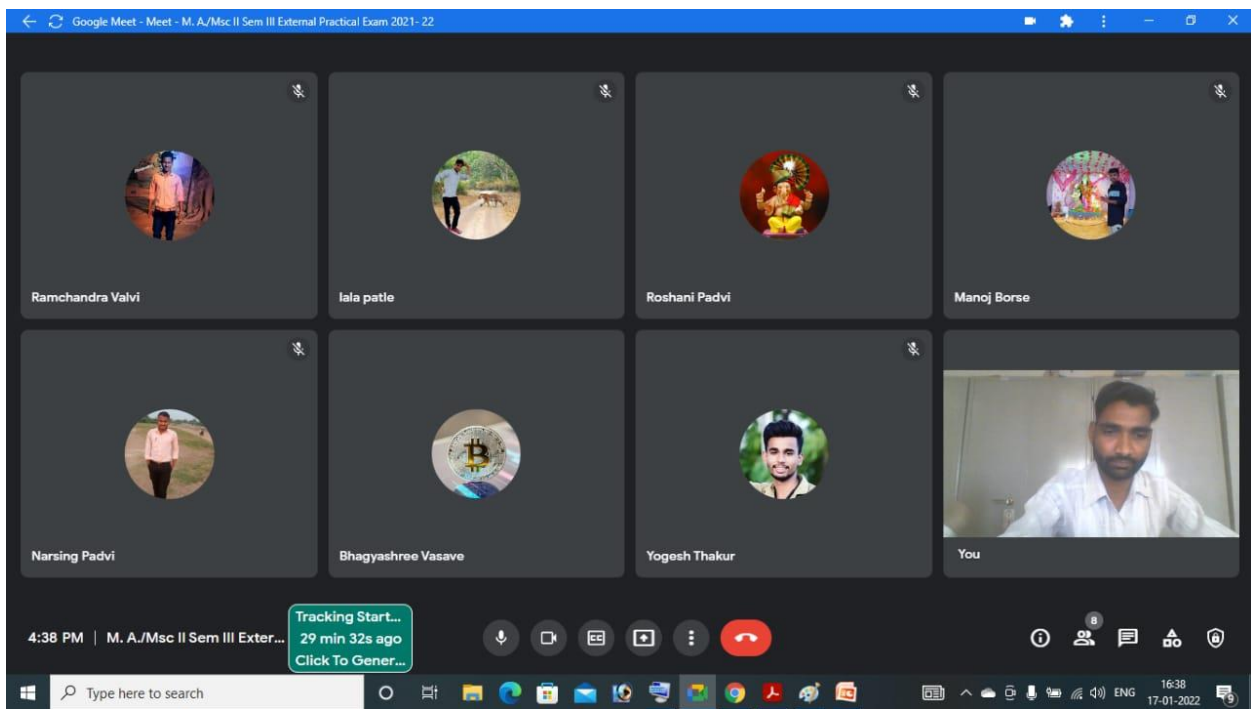 Google Meet - Meet - M. A./Msc II Sem III External Practical Exam 2021- 22
Ramchandra Valvi
lala patle
Roshani Padvi
Manoj Borse
Narsing Padvi
Bhagyashree Vasave
Yogesh Thakur
You
4:38 PM | M. A./Msc II Sem III Exter...
Tracking Start...
29 min 32s ago
Click To Gener...
CC
8
Type here to search
ENG
16:38
17-01-2022
9